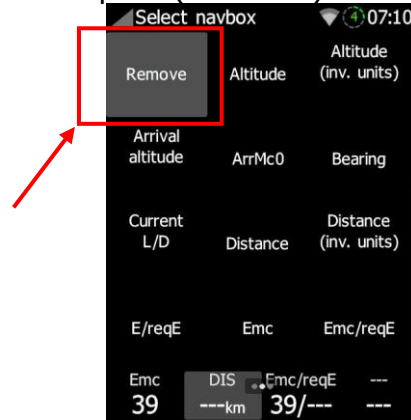 Select navbox 4 07:10
Remove Altitude Altitude (inv. units)
Arrival altitude ArrMc0 Bearing
Current L/D Distance Distance (inv. units)
E/reqE Emc Emc/reqE
Emc DIS Emc/reqE ---
39 ---km 39/--- ---